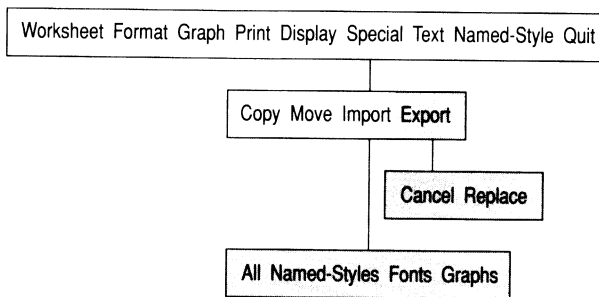 Worksheet Format Graph Print Display Special Text Named-Style Quit
Copy Move Import Export
Cancel Replace
All Named-Styles Fonts Graphs